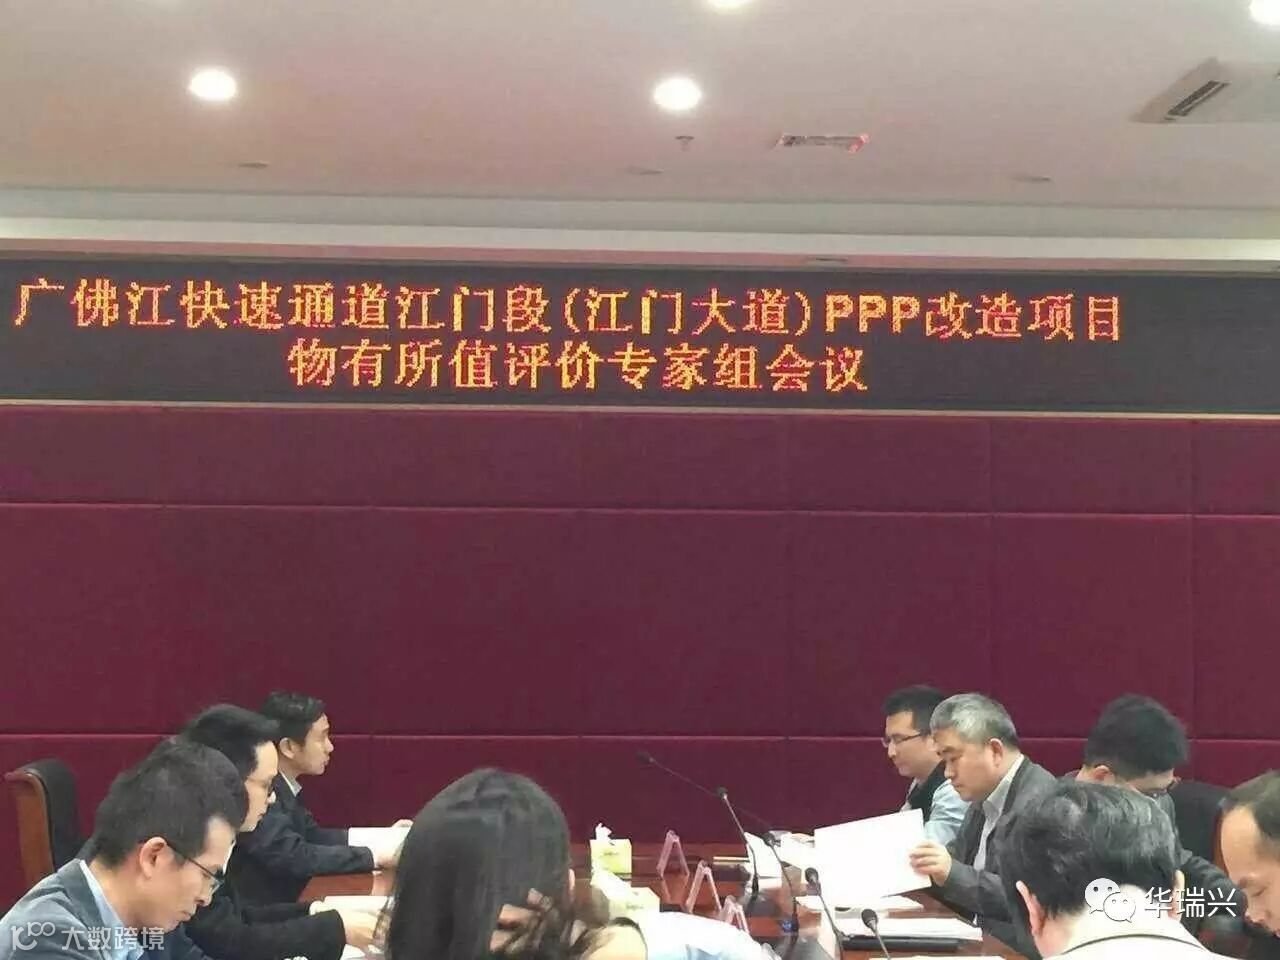 广佛江快速通道江门段(江门大道)PPP改造项目
物有所值评价专家组会议
华瑞兴
大数跨境